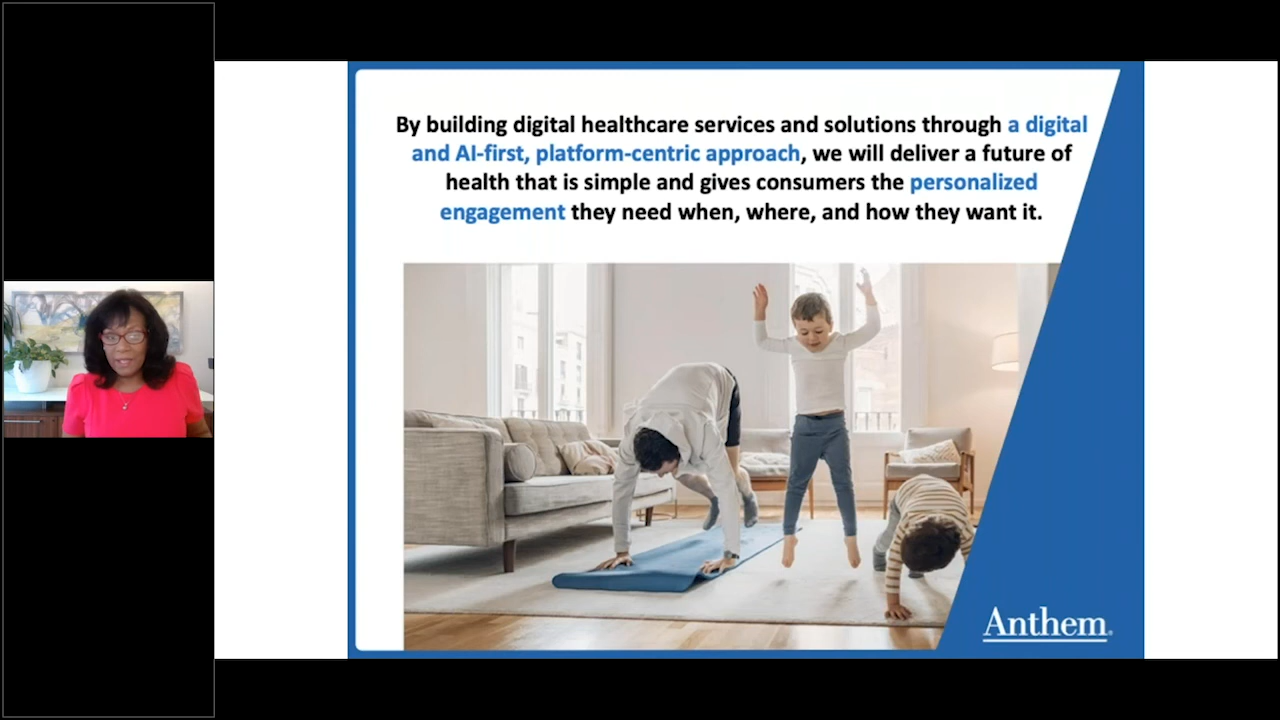 By building digital healthcare services and solutions through a digital
and AI-first, platform-centric approach, we will deliver a future of
health that is simple and gives consumers the personalized
engagement they need when, where, and how they want it.
Anthem®